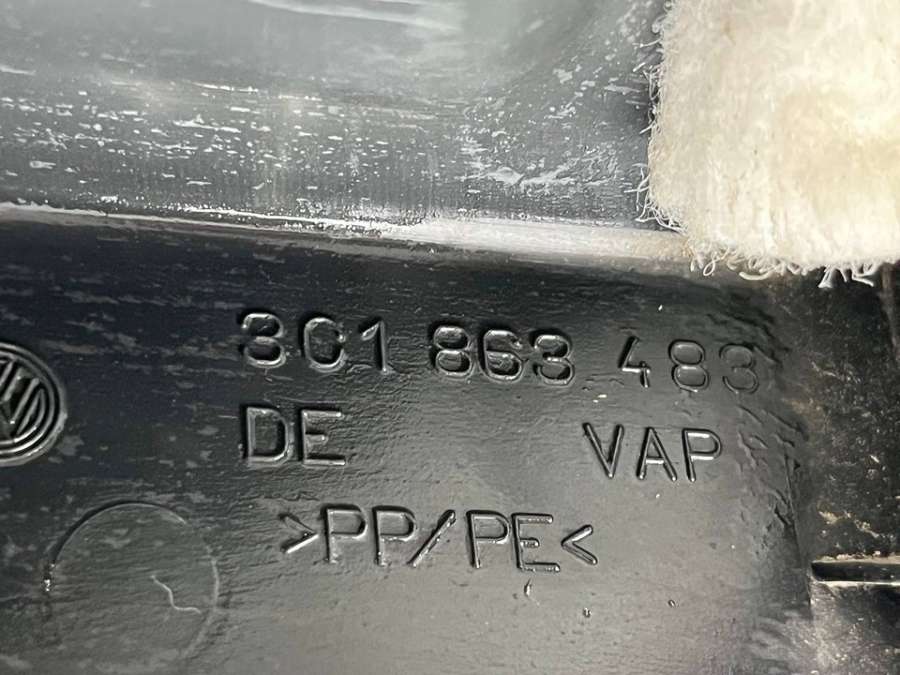 3C1 863 483
DE VAP
>PP/PE<